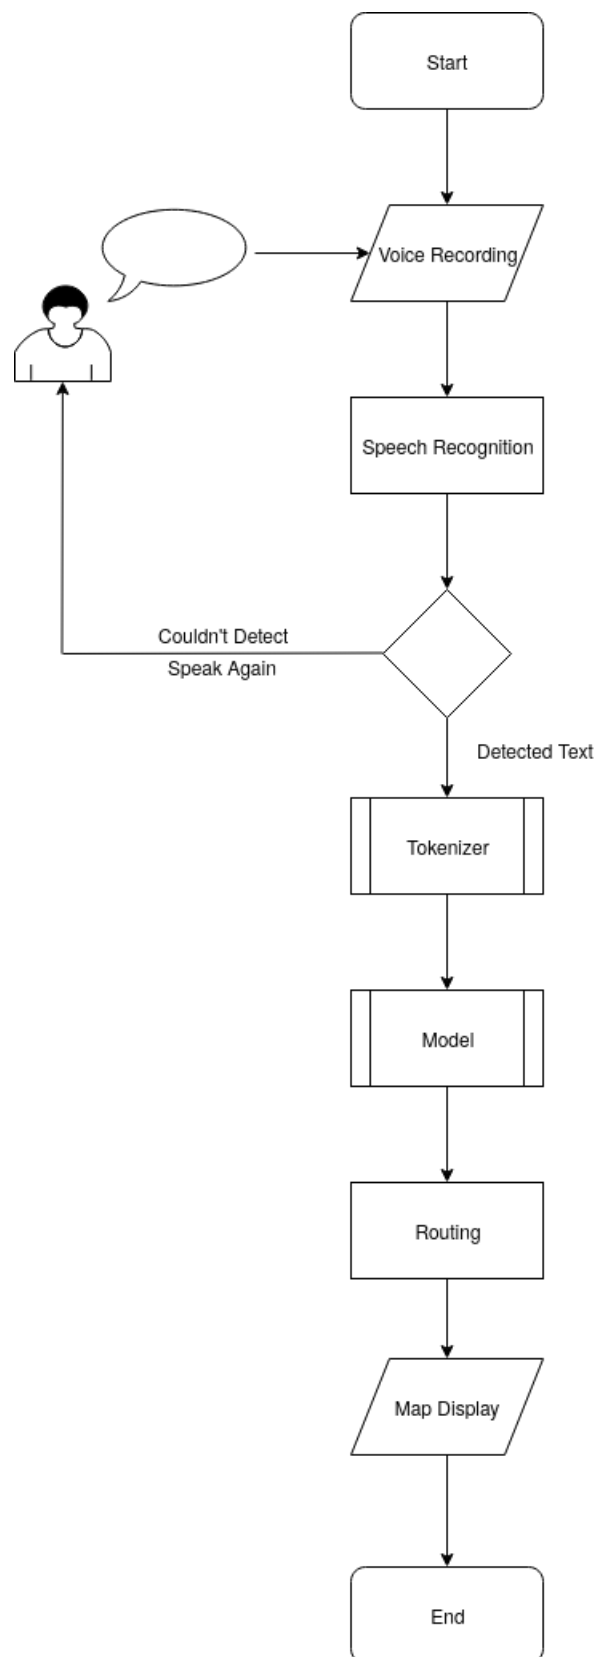 Start
Voice Recording
Speech Recognition
Couldn't Detect
Speak Again
Detected Text
Tokenizer
Model
Routing
Map Display
End